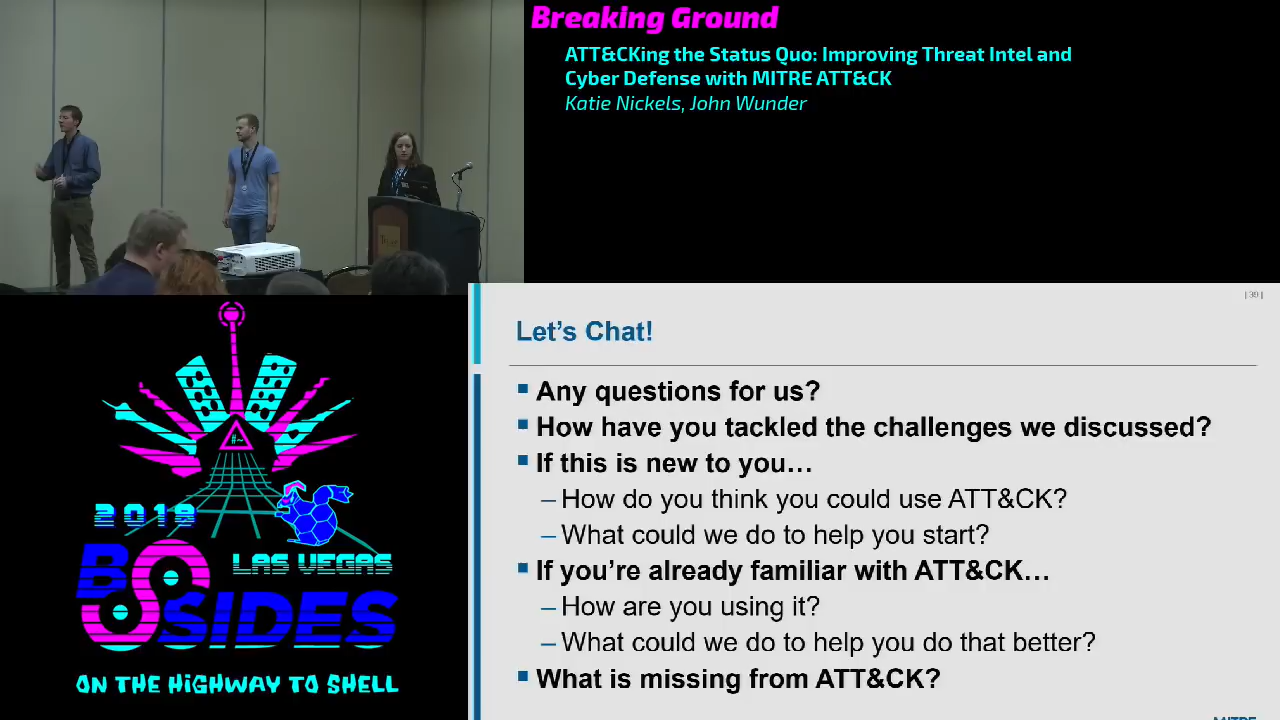 Breaking Ground
ATT&CKing the Status Quo: Improving Threat Intel and
Cyber Defense with MITRE ATT&CK
Katie Nickels, John Wunder
| 39 |
Let's Chat!
Any questions for us?
How have you tackled the challenges we discussed?
If this is new to you…
–How do you think you could use ATT&CK?
–What could we do to help you start?
If you're already familiar with ATT&CK…
–How are you using it?
–What could we do to help you do that better?
What is missing from ATT&CK?
MITRE
#~
2019
BSIDES
LAS VEGAS
ON THE HIGHWAY TO SHELL